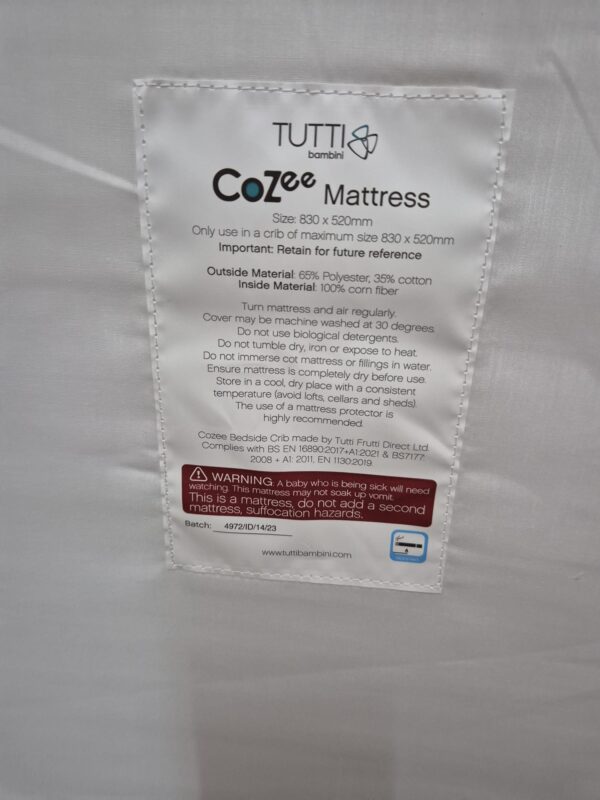 TUTTI
bambini
CoZee Mattress
Size: 830 x 520mm
Only use in a crib of maximum size 830 x 520mm
Important: Retain for future reference
Outside Material: 65% Polyester, 35% cotton
Inside Material: 100% corn fiber
Turn mattress and air regularly.
Cover may be machine washed at 30 degrees.
Do not use biological detergents.
Do not tumble dry, iron or expose to heat.
Do not immerse cot mattress or fillings in water.
Ensure mattress is completely dry before use.
Store in a cool, dry place with a consistent
temperature (avoid lofts, cellars and sheds).
The use of a mattress protector is
highly recommended.
Cozee Bedside Crib made by Tutti Frutti Direct Ltd.
Complies with BS EN 16890:2017+A1:2021 & BS7177:
2008 + A1: 2011, EN 1130:2019.
WARNING: A baby who is being sick will need
watching. This mattress may not soak up vomit.
This is a mattress, do not add a second
mattress, suffocation hazards.
Batch: 4972/ID/14/23
www.tuttibambini.com